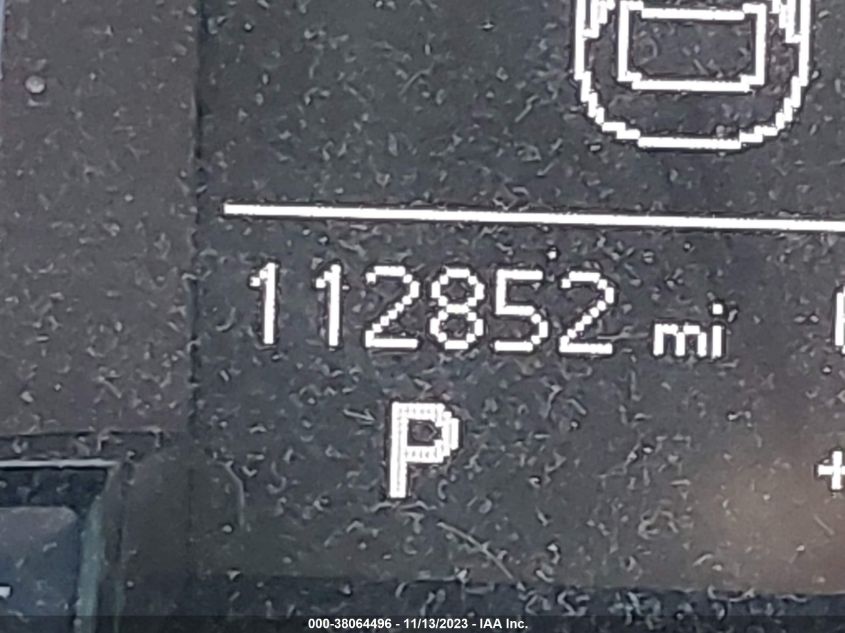 112852 mi
P +
000-38064496 - 11/13/2023 - IAA Inc.